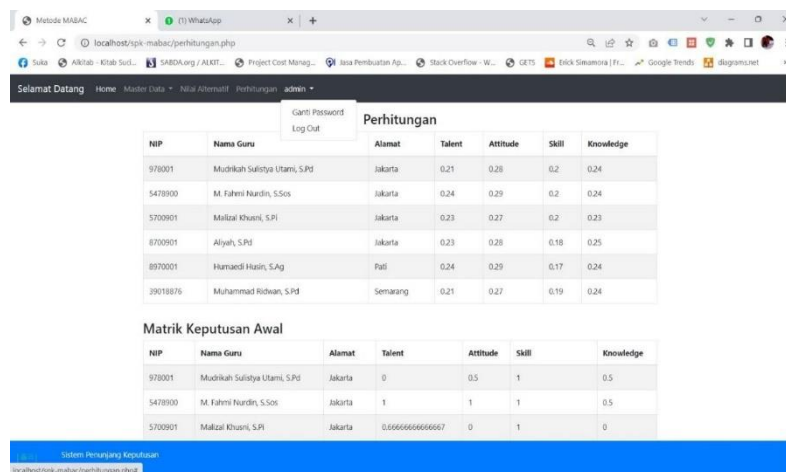 Metode MABAC
(1) WhatsApp
localhost/spk-mabac/perhitungan.php
Suka
Alkitab - Kitab Suci...
SABDA.org / ALKIT...
Project Cost Manag...
Jasa Pembuatan Ap...
Stack Overflow - W...
GETS
Erick Simamora | Fr...
Google Trends
diagrams.net
Selamat Datang Home Master Data Nilai Alternatif Perhitungan admin
Ganti Password
Log Out
Perhitungan
NIP Nama Guru Alamat Talent Attitude Skill Knowledge
978001 Mudrikah Sulistya Utami, S.Pd Jakarta 0.21 0.28 0.2 0.24
5478900 M. Fahmi Nurdin, S.Sos Jakarta 0.24 0.29 0.2 0.24
5700901 Malizal Khusni, S.Pi Jakarta 0.23 0.27 0.2 0.23
8700901 Aliyah, S.Pd Jakarta 0.23 0.28 0.18 0.25
8970001 Humaedi Husin, S.Ag Pati 0.24 0.29 0.17 0.24
39018876 Muhammad Ridwan, S.Pd Semarang 0.21 0.27 0.19 0.24
Matrik Keputusan Awal
NIP Nama Guru Alamat Talent Attitude Skill Knowledge
978001 Mudrikah Sulistya Utami, S.Pd Jakarta 0 0.5 1 0.5
5478900 M. Fahmi Nurdin, S.Sos Jakarta 1 1 1 0.5
5700901 Malizal Khusni, S.Pi Jakarta 0.66666666666667 0 1 0
Sistem Penunjang Keputusan
localhost/spk-mabac/perhitungan.php#